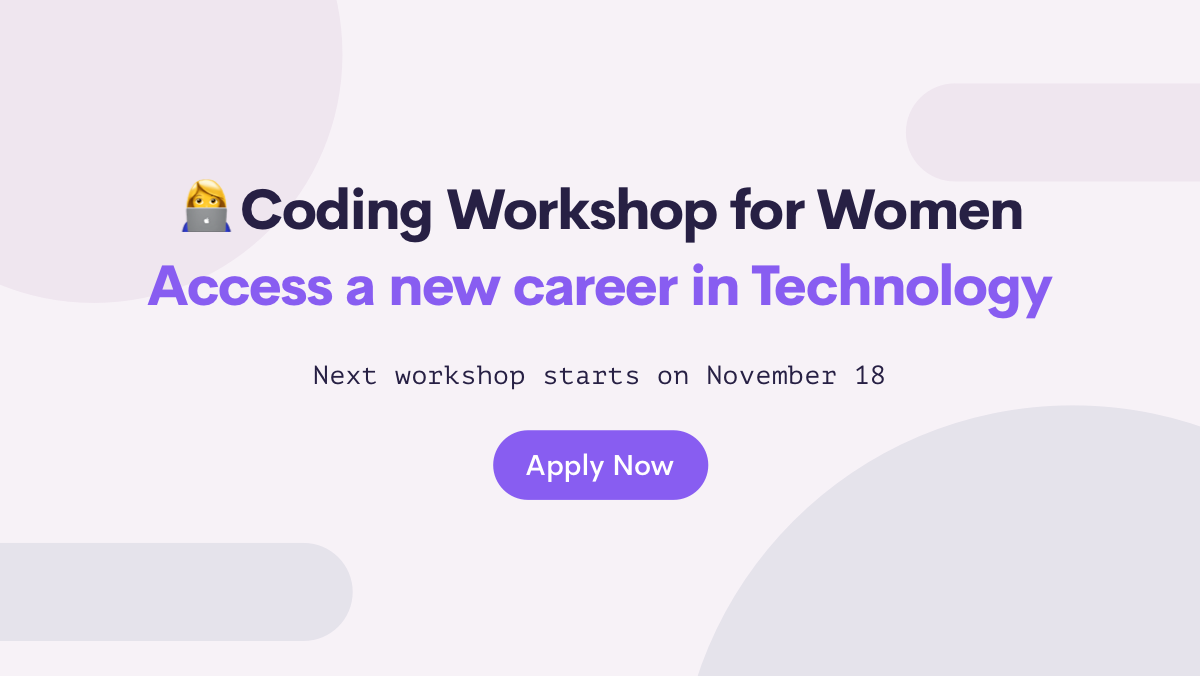 👩‍💻 Coding Workshop for Women
Access a new career in Technology
Next workshop starts on November 18
Apply Now